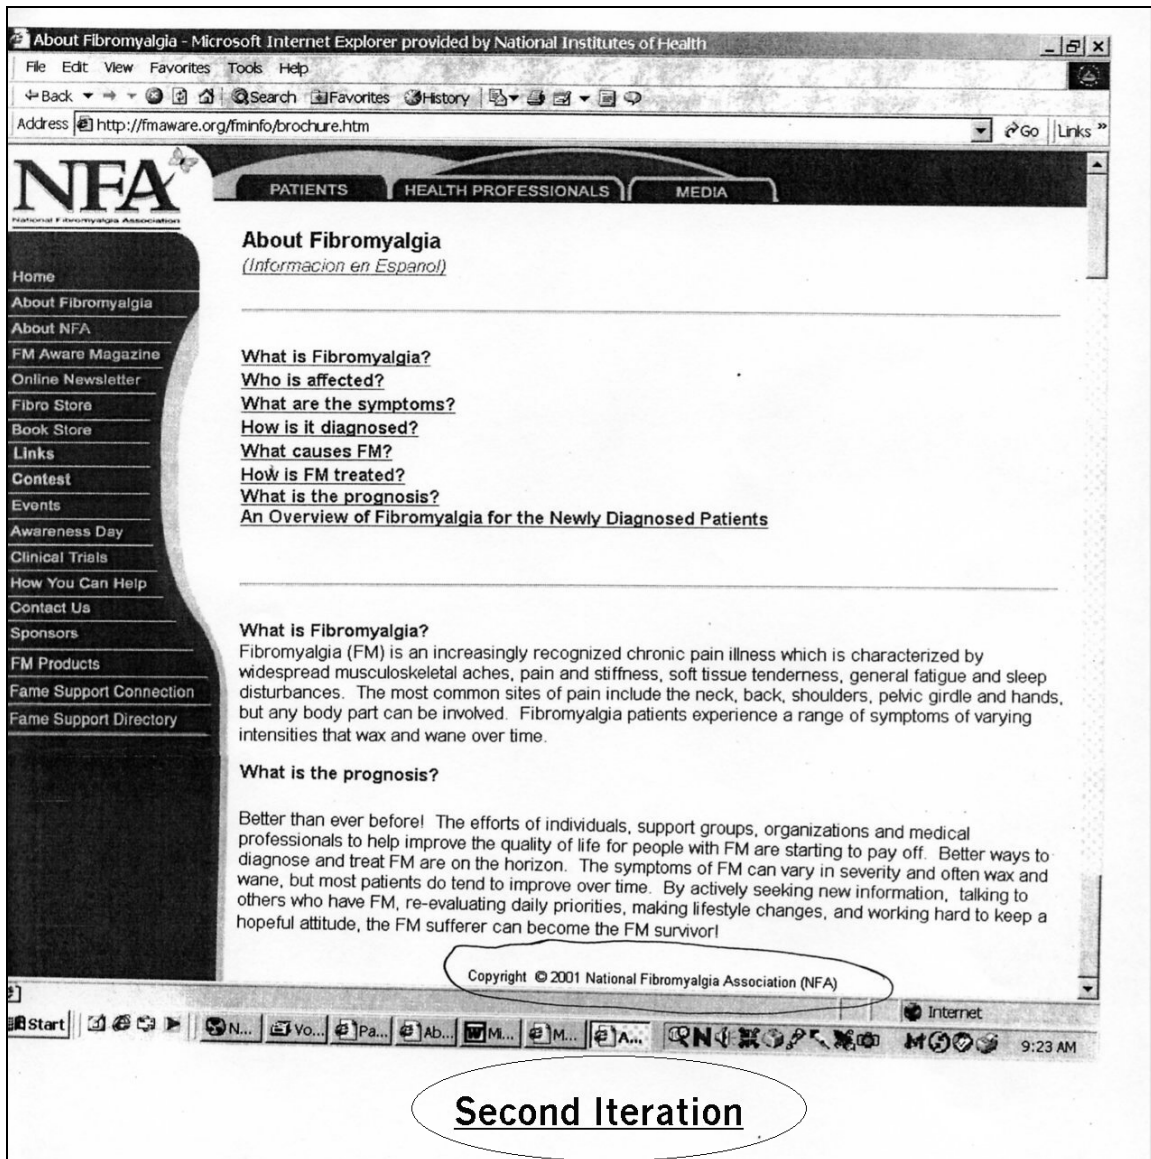 About Fibromyalgia - Microsoft Internet Explorer provided by National Institutes of Health
File Edit View Favorites Tools Help
Back Search Favorites History
Address http://fmaware.org/fminfo/brochure.htm Go Links »
NFA
National Fibromyalgia Association
PATIENTS HEALTH PROFESSIONALS MEDIA
Home
About Fibromyalgia
About NFA
FM Aware Magazine
Online Newsletter
Fibro Store
Book Store
Links
Contest
Events
Awareness Day
Clinical Trials
How You Can Help
Contact Us
Sponsors
FM Products
Fame Support Connection
Fame Support Directory
About Fibromyalgia
(Informacion en Espanol)
What is Fibromyalgia?
Who is affected?
What are the symptoms?
How is it diagnosed?
What causes FM?
How is FM treated?
What is the prognosis?
An Overview of Fibromyalgia for the Newly Diagnosed Patients
What is Fibromyalgia?
Fibromyalgia (FM) is an increasingly recognized chronic pain illness which is characterized by
widespread musculoskeletal aches, pain and stiffness, soft tissue tenderness, general fatigue and sleep
disturbances. The most common sites of pain include the neck, back, shoulders, pelvic girdle and hands,
but any body part can be involved. Fibromyalgia patients experience a range of symptoms of varying
intensities that wax and wane over time.
What is the prognosis?
Better than ever before! The efforts of individuals, support groups, organizations and medical
professionals to help improve the quality of life for people with FM are starting to pay off. Better ways to
diagnose and treat FM are on the horizon. The symptoms of FM can vary in severity and often wax and
wane, but most patients do tend to improve over time. By actively seeking new information, talking to
others who have FM, re-evaluating daily priorities, making lifestyle changes, and working hard to keep a
hopeful attitude, the FM sufferer can become the FM survivor!
Copyright © 2001 National Fibromyalgia Association (NFA)
Internet
Start N... Vo... Pa... Ab... Mi... M... A... 9:23 AM
Second Iteration